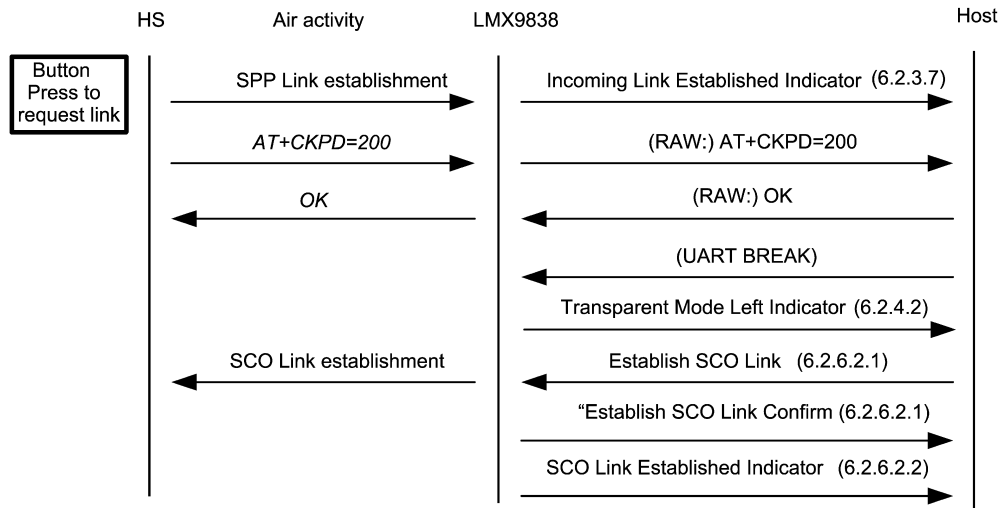 HS Air activity LMX9838 Host
Button
Press to
request link
SPP Link establishment Incoming Link Established Indicator (6.2.3.7)
AT+CKPD=200 (RAW:) AT+CKPD=200
OK (RAW:) OK
(UART BREAK)
Transparent Mode Left Indicator (6.2.4.2)
SCO Link establishment Establish SCO Link (6.2.6.2.1)
“Establish SCO Link Confirm (6.2.6.2.1)
SCO Link Established Indicator (6.2.6.2.2)